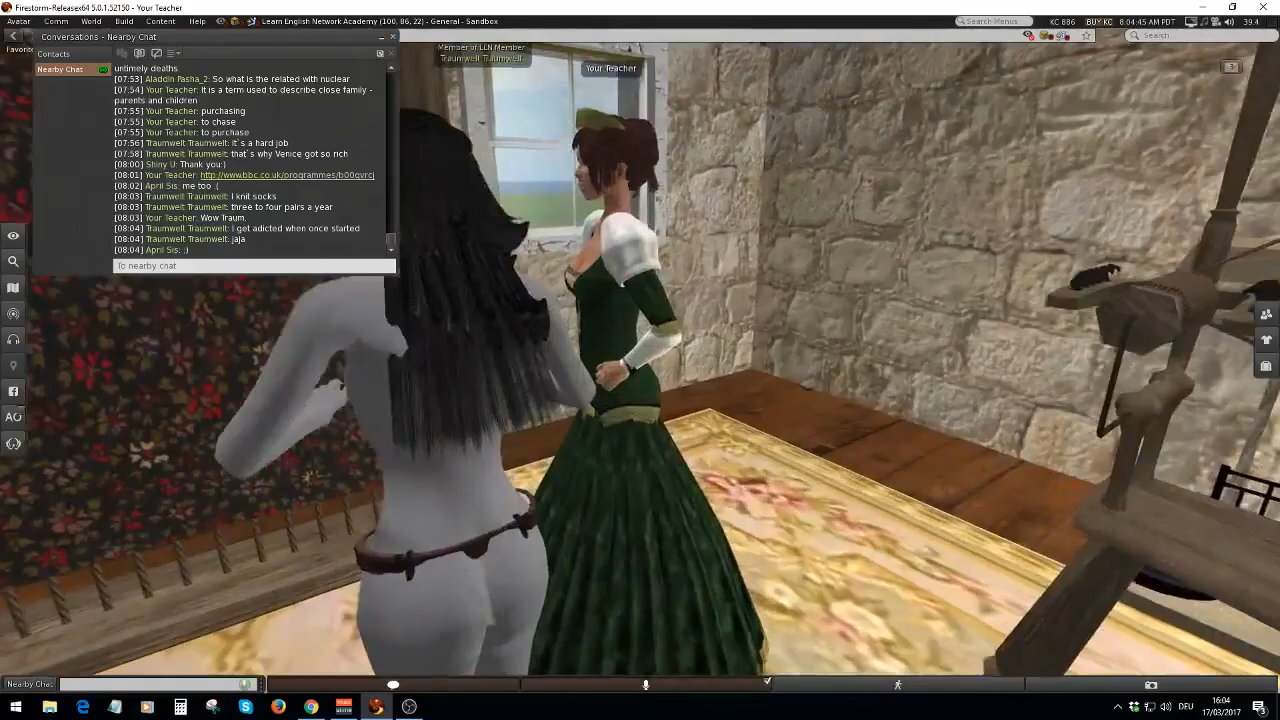 Firestorm-Releasex64 5.0.1.52150 - Your Teacher
Avatar Comm World Build Content Help Learn English Network Academy (100, 86, 22) - General - Sandbox
Search Menus KC 886 BUY KC 8:04:45 AM PDT 39.4
Search...
Conversations - Nearby Chat
Contacts
Nearby Chat
untimely deaths
[07:53] Aladdin Pasha_2: So what is the related with nuclear
[07:54] Your Teacher: It is a term used to describe close family -
parents and children
[07:55] Your Teacher: purchasing
[07:55] Your Teacher: to chase
[07:55] Your Teacher: to purchase
[07:56] Traumwelt Traumwelt: it`s a hard job
[07:58] Traumwelt Traumwelt: that`s why Venice got so rich
[08:00] Shiny U: Thank you:)
[08:01] Your Teacher: http://www.bbc.co.uk/programmes/b00qvrcj
[08:02] April Sis: me too :(
[08:03] Traumwelt Traumwelt: I knit socks
[08:03] Traumwelt Traumwelt: three to four pairs a year
[08:03] Your Teacher: Wow Traum.
[08:04] Traumwelt Traumwelt: I get adicted when once started
[08:04] Traumwelt Traumwelt: jaja
[08:04] April Sis: :)
To nearby chat
Member of LEN Member
Traumwelt Traumwelt
Your Teacher
3
AO
Nearby Chat
DEU
16:04
17/03/2017